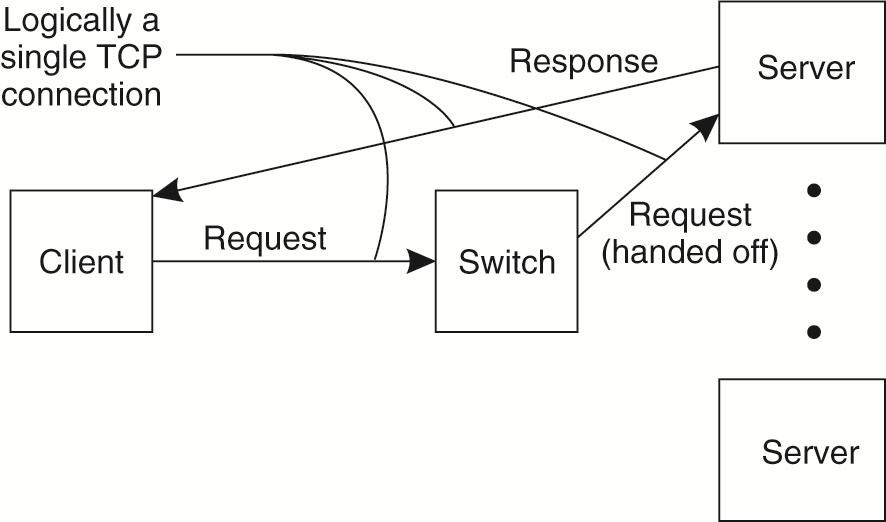 Logically a
single TCP
connection
Response
Server
Client
Request
Switch
Request
(handed off)
Server